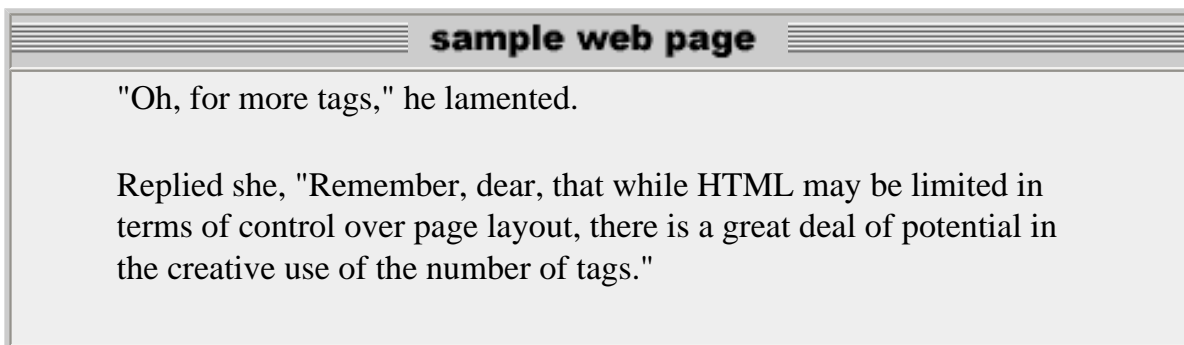 sample web page
"Oh, for more tags," he lamented.
Replied she, "Remember, dear, that while HTML may be limited in
terms of control over page layout, there is a great deal of potential in
the creative use of the number of tags."